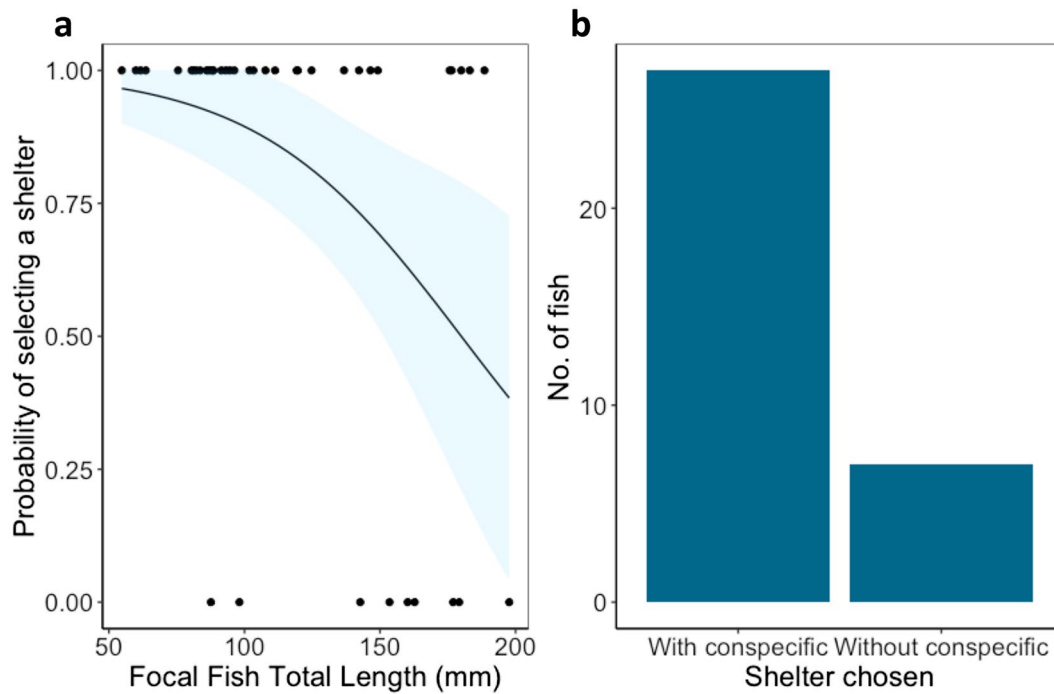 a
b
1.00
0.75
0.50
0.25
0.00
Probability of selecting a shelter
50
100
150
200
Focal Fish Total Length (mm)
20
10
0
No. of fish
With conspecific
Without conspecific
Shelter chosen